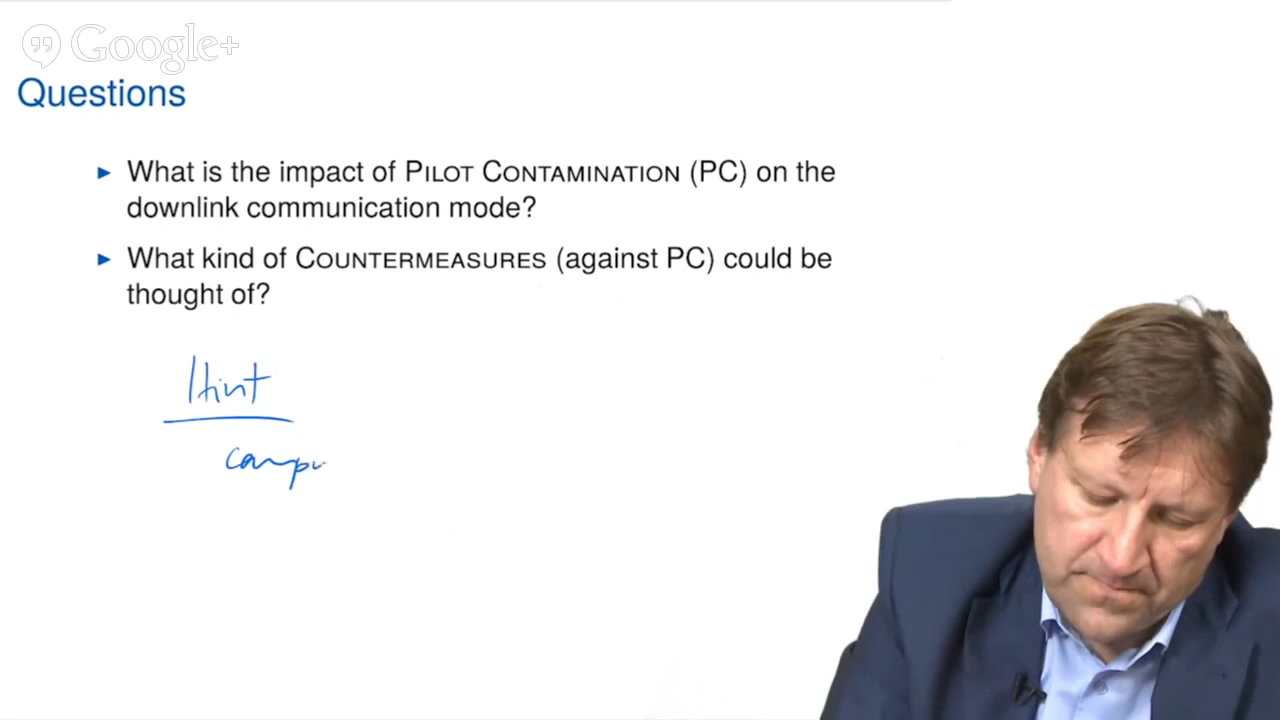 Google+
Questions
► What is the impact of PILOT CONTAMINATION (PC) on the
downlink communication mode?
► What kind of COUNTERMEASURES (against PC) could be
thought of?
Hint